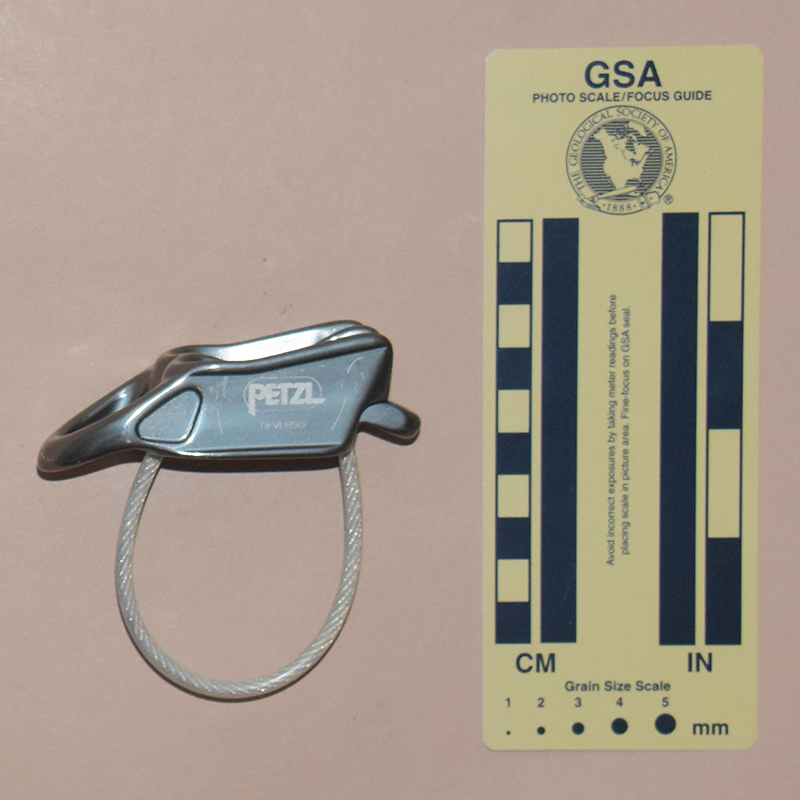 PETZL
REVERSO
GSA
PHOTO SCALE/FOCUS GUIDE
THE GEOLOGICAL SOCIETY OF AMERICA
·1888·
®
Avoid incorrect exposures by taking meter readings before
placing scale in picture area. Fine-focus on GSA seal.
CM
IN
Grain Size Scale
1 2 3 4 5
mm